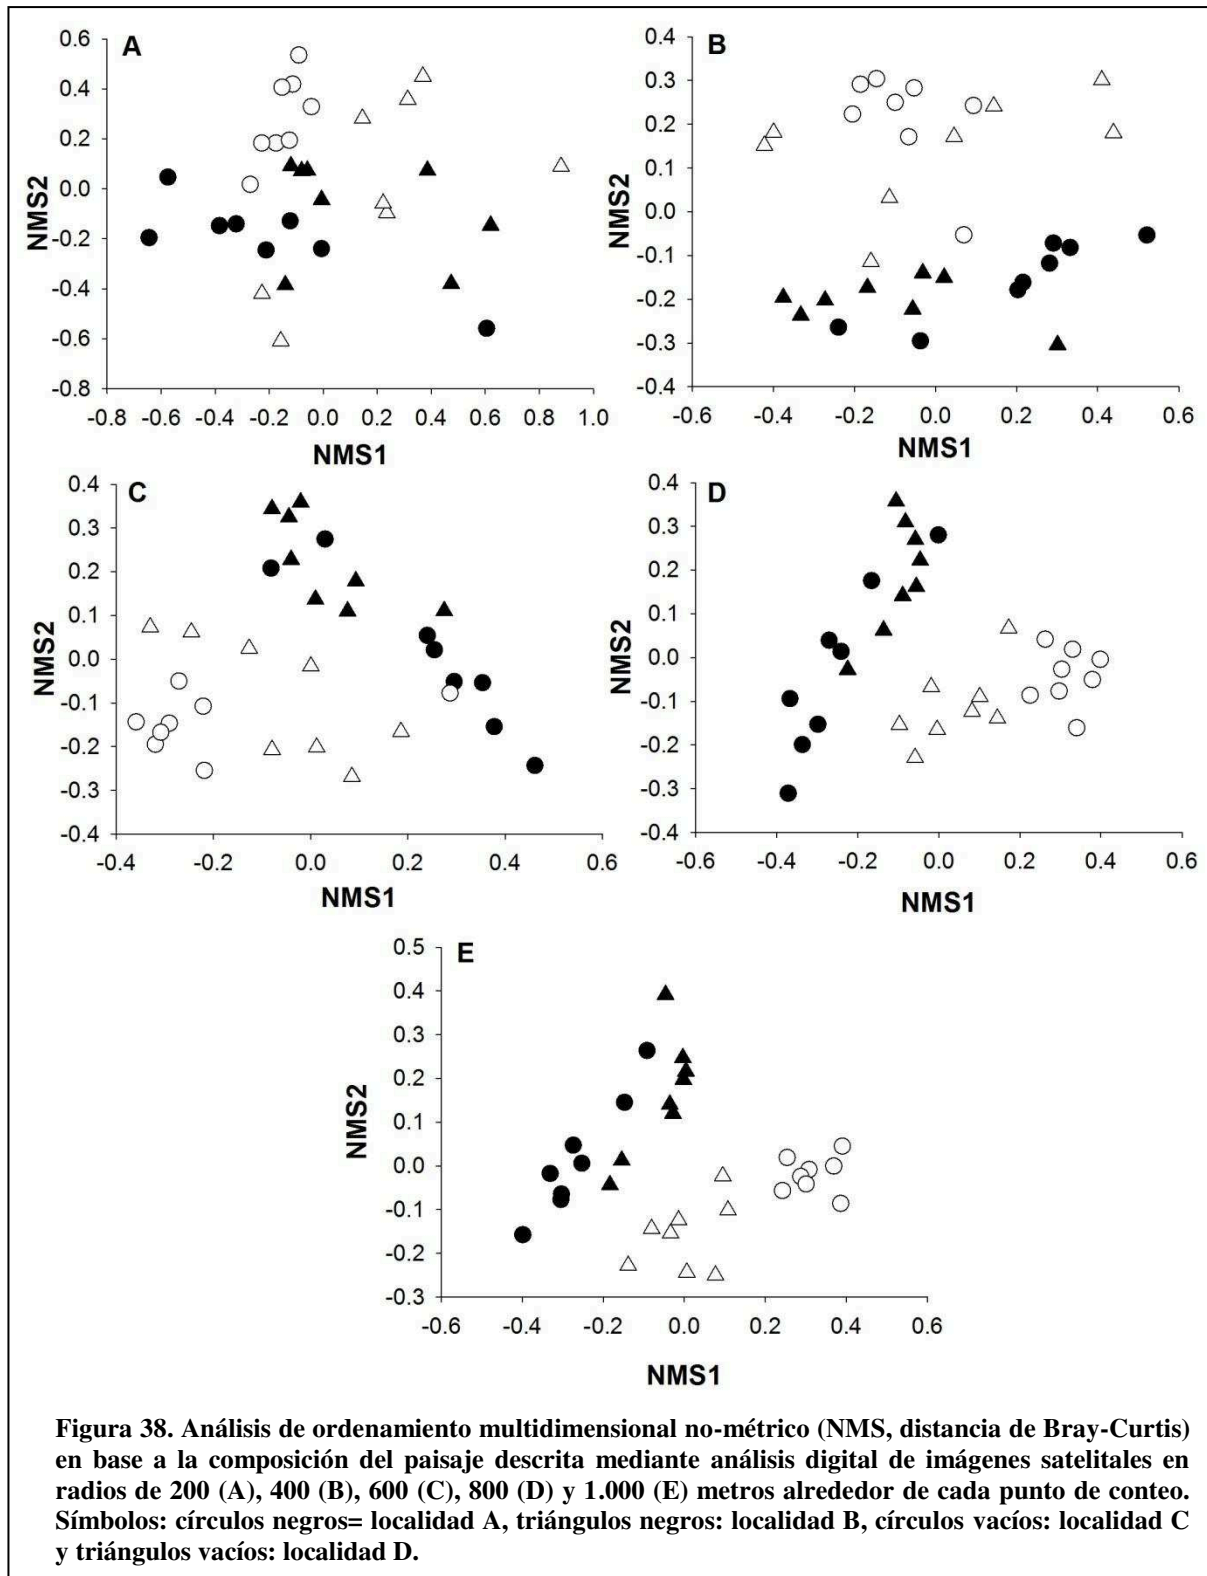 A
0.6
0.4
0.2
0.0
-0.2
-0.4
-0.6
-0.8
NMS2
-0.8 -0.6 -0.4 -0.2 0.0 0.2 0.4 0.6 0.8 1.0
NMS1
B
0.4
0.3
0.2
0.1
0.0
-0.1
-0.2
-0.3
-0.4
NMS2
-0.6 -0.4 -0.2 0.0 0.2 0.4 0.6
NMS1
C
0.4
0.3
0.2
0.1
0.0
-0.1
-0.2
-0.3
-0.4
NMS2
-0.4 -0.2 0.0 0.2 0.4 0.6
NMS1
D
0.4
0.3
0.2
0.1
0.0
-0.1
-0.2
-0.3
-0.4
NMS2
-0.6 -0.4 -0.2 0.0 0.2 0.4 0.6
NMS1
E
0.5
0.4
0.3
0.2
0.1
0.0
-0.1
-0.2
-0.3
NMS2
-0.6 -0.4 -0.2 0.0 0.2 0.4 0.6
NMS1
Figura 38. Análisis de ordenamiento multidimensional no-métrico (NMS, distancia de Bray-Curtis)
en base a la composición del paisaje descrita mediante análisis digital de imágenes satelitales en
radios de 200 (A), 400 (B), 600 (C), 800 (D) y 1.000 (E) metros alrededor de cada punto de conteo.
Símbolos: círculos negros= localidad A, triángulos negros: localidad B, círculos vacíos: localidad C
y triángulos vacíos: localidad D.